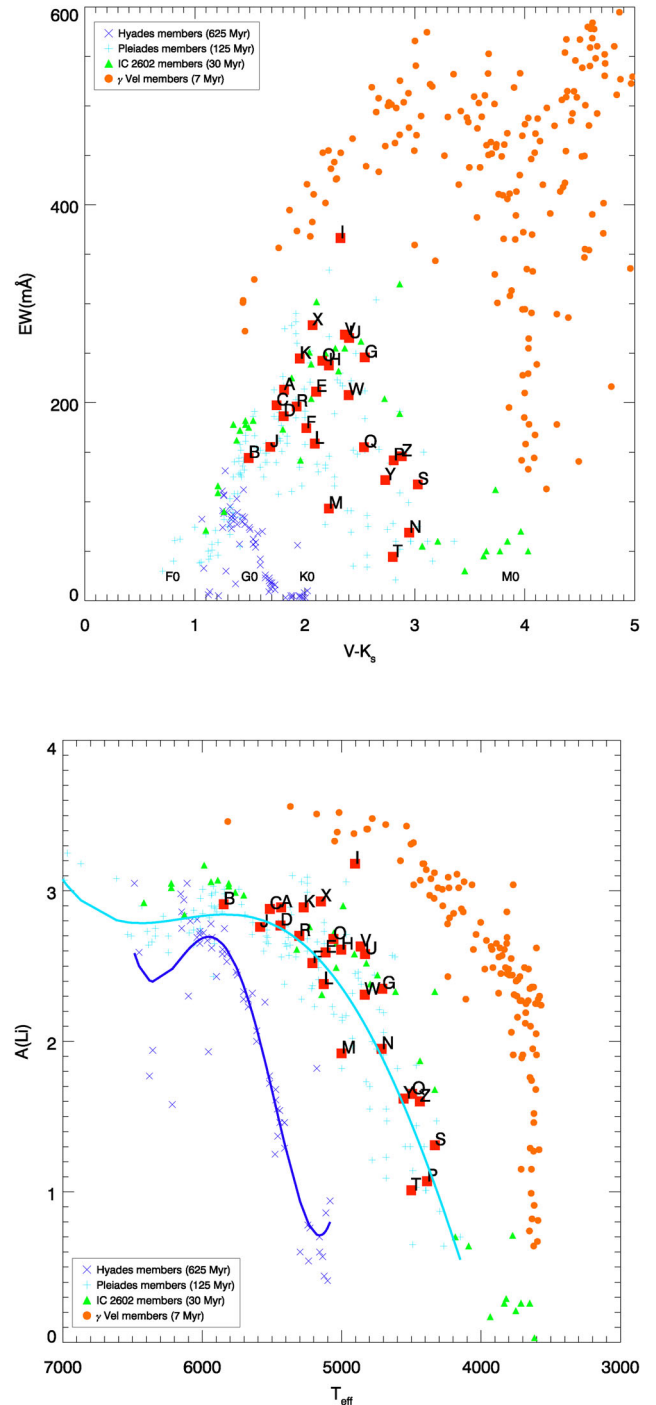 600
Hyades members (625 Myr)
Pleiades members (125 Myr)
IC 2602 members (30 Myr)
γ Vel members (7 Myr)
400
I
X
V
U
K
O
H
G
A
E
W
C
R
D
200
F
J
L
Q
B
P
Z
Y
S
M
N
T
F0
G0
K0
M0
0
EW(mÅ)
0
1
2
3
4
5
V-Ks
4
I
3
B
C
A
K
X
J
D
R
O
V
E
H
U
F
L
W
G
M
N
2
Y
Q
Z
S
P
T
1
Hyades members (625 Myr)
Pleiades members (125 Myr)
IC 2602 members (30 Myr)
γ Vel members (7 Myr)
0
A(Li)
7000
6000
5000
4000
3000
Teff